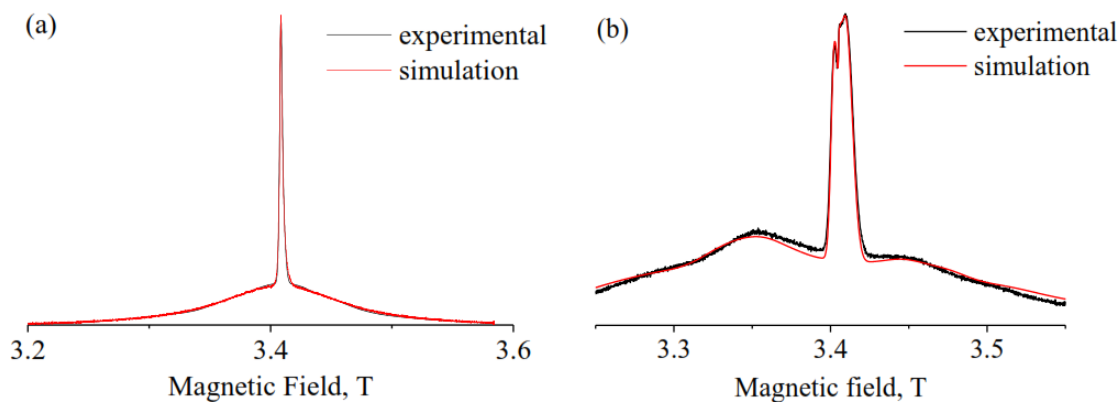 (a)
experimental
simulation
3.2 3.4 3.6
Magnetic Field, T
(b)
experimental
simulation
3.3 3.4 3.5
Magnetic field, T